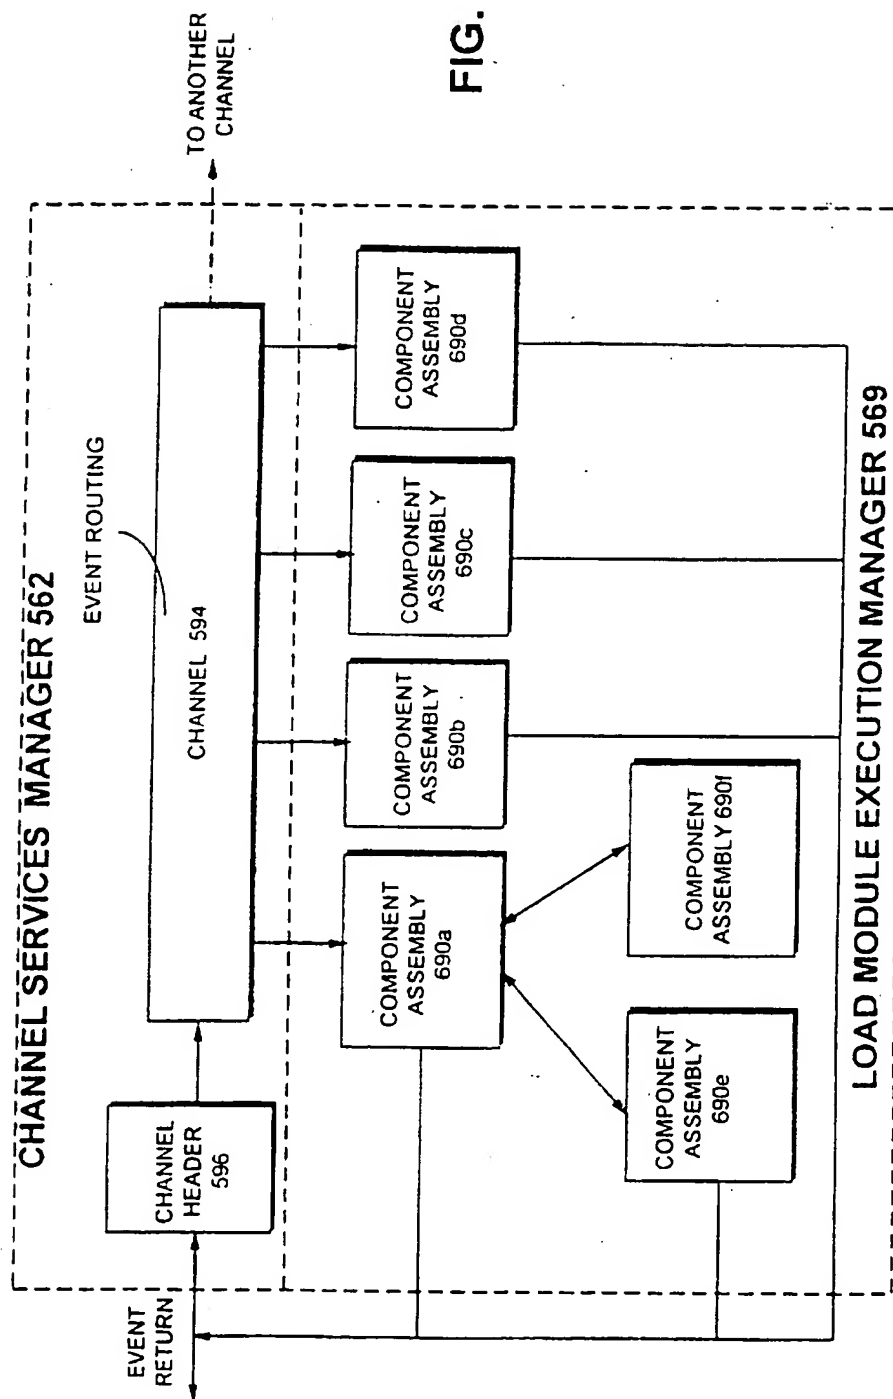 CHANNEL SERVICES MANAGER 562
EVENT ROUTING
TO ANOTHER
CHANNEL
FIG.
EVENT
RETURN
CHANNEL
HEADER
596
CHANNEL 594
COMPONENT
ASSEMBLY
690a
COMPONENT
ASSEMBLY
690b
COMPONENT
ASSEMBLY
690c
COMPONENT
ASSEMBLY
690d
COMPONENT
ASSEMBLY
690e
COMPONENT
ASSEMBLY 690f
LOAD MODULE EXECUTION MANAGER 569